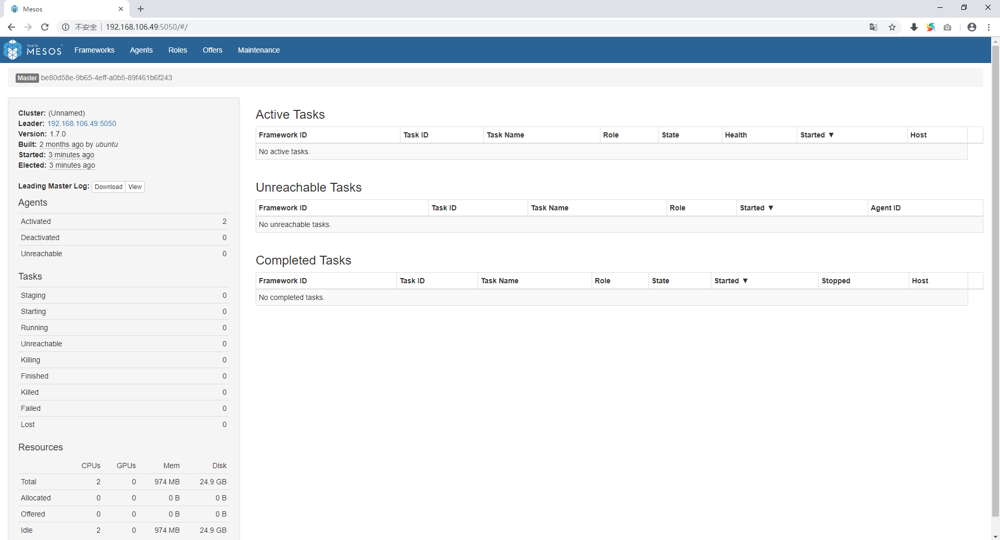 Mesos
不安全 192.168.106.49:5050/#/
Apache MESOS™ Frameworks Agents Roles Offers Maintenance
Master be80d58e-9b65-4eff-a0b5-89f461b6f243
Cluster: (Unnamed)
Leader: 192.168.106.49:5050
Version: 1.7.0
Built: 2 months ago by ubuntu
Started: 3 minutes ago
Elected: 3 minutes ago
Leading Master Log: Download View
Agents
Activated 2
Deactivated 0
Unreachable 0
Tasks
Staging 0
Starting 0
Running 0
Unreachable 0
Killing 0
Finished 0
Killed 0
Failed 0
Lost 0
Resources
CPUs GPUs Mem Disk
Total 2 0 974 MB 24.9 GB
Allocated 0 0 0 B 0 B
Offered 0 0 0 B 0 B
Idle 2 0 974 MB 24.9 GB
Active Tasks
Framework ID Task ID Task Name Role State Health Started ▼ Host
No active tasks.
Unreachable Tasks
Framework ID Task ID Task Name Role Started ▼ Agent ID
No unreachable tasks.
Completed Tasks
Framework ID Task ID Task Name Role State Started ▼ Stopped Host
No completed tasks.